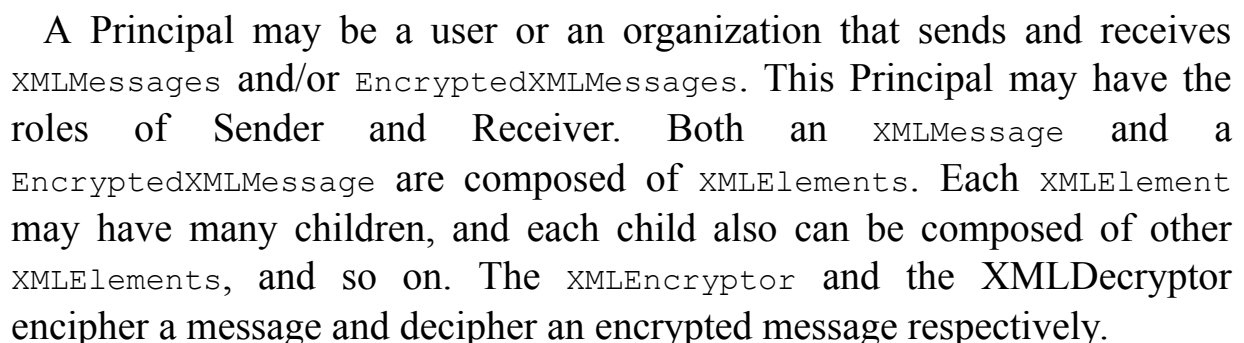 A Principal may be a user or an organization that sends and receives
XMLMessages and/or EncryptedXMLMessages. This Principal may have the
roles of Sender and Receiver. Both an XMLMessage and a
EncryptedXMLMessage are composed of XMLElements. Each XMLElement
may have many children, and each child also can be composed of other
XMLElements, and so on. The XMLEncryptor and the XMLDecryptor
encipher a message and decipher an encrypted message respectively.